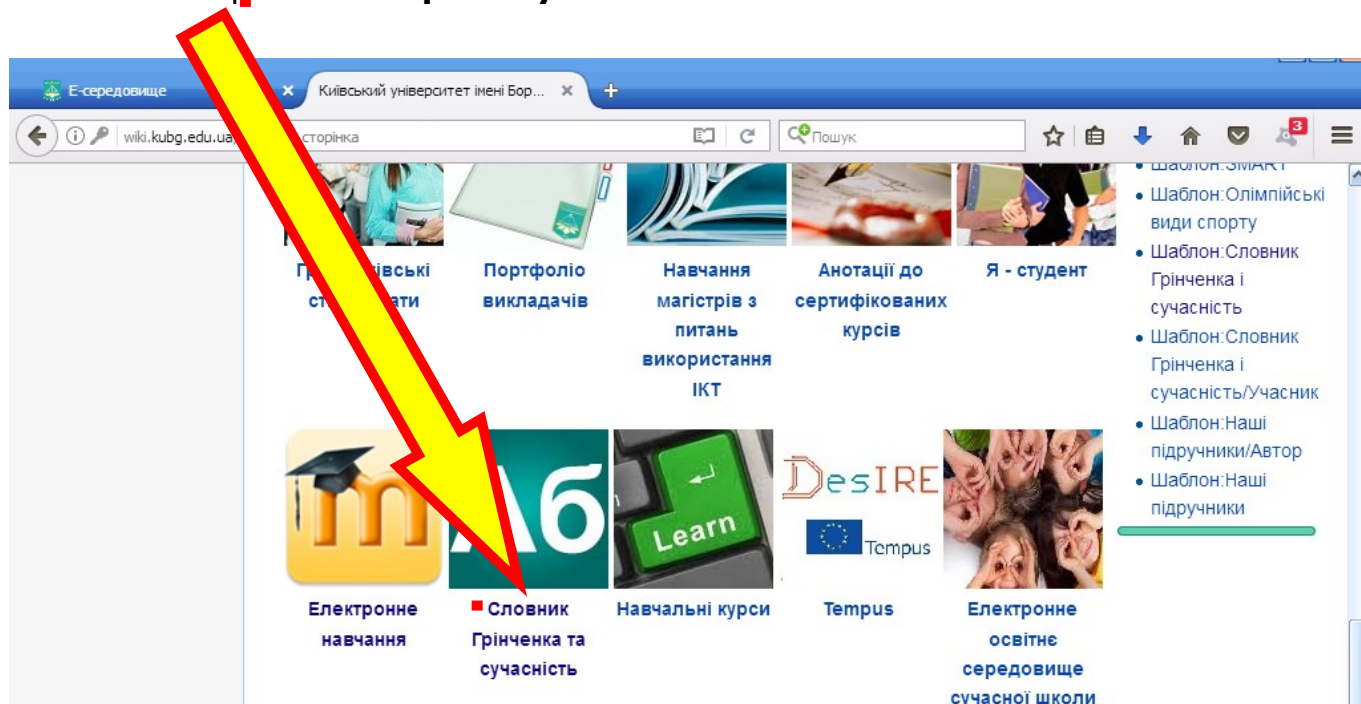 Е-середовище
Київський університет імені Бор...
wiki.kubg.edu.ua
сторінка
Пошук
3
• Шаблон:SMART
• Шаблон:Олімпійські
види спорту
• Шаблон:Словник
Грінченка і
сучасність
• Шаблон:Словник
Грінченка і
сучасність/Учасник
• Шаблон:Наші
підручники/Автор
• Шаблон:Наші
підручники
Портфоліо
викладачів
Навчання
магістрів з
питань
використання
ІКТ
Анотації до
сертифікованих
курсів
Я - студент
m
Аб
Learn
DesIRE
Tempus
Електронне
навчання
Словник
Грінченка та
сучасність
Навчальні курси
Tempus
Електронне
освітнє
середовище
сучасної школи